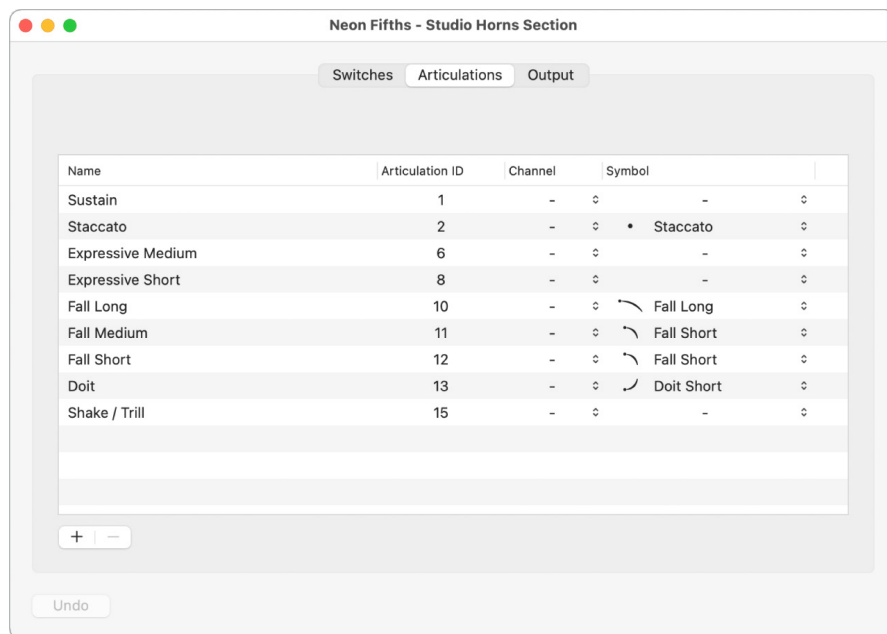 Neon Fifths - Studio Horns Section
Switches Articulations Output
Name Articulation ID Channel Symbol
Sustain 1 - -
Staccato 2 - Staccato
Expressive Medium 6 - -
Expressive Short 8 - -
Fall Long 10 - Fall Long
Fall Medium 11 - Fall Short
Fall Short 12 - Fall Short
Doit 13 - Doit Short
Shake / Trill 15 - -
+ −
Undo